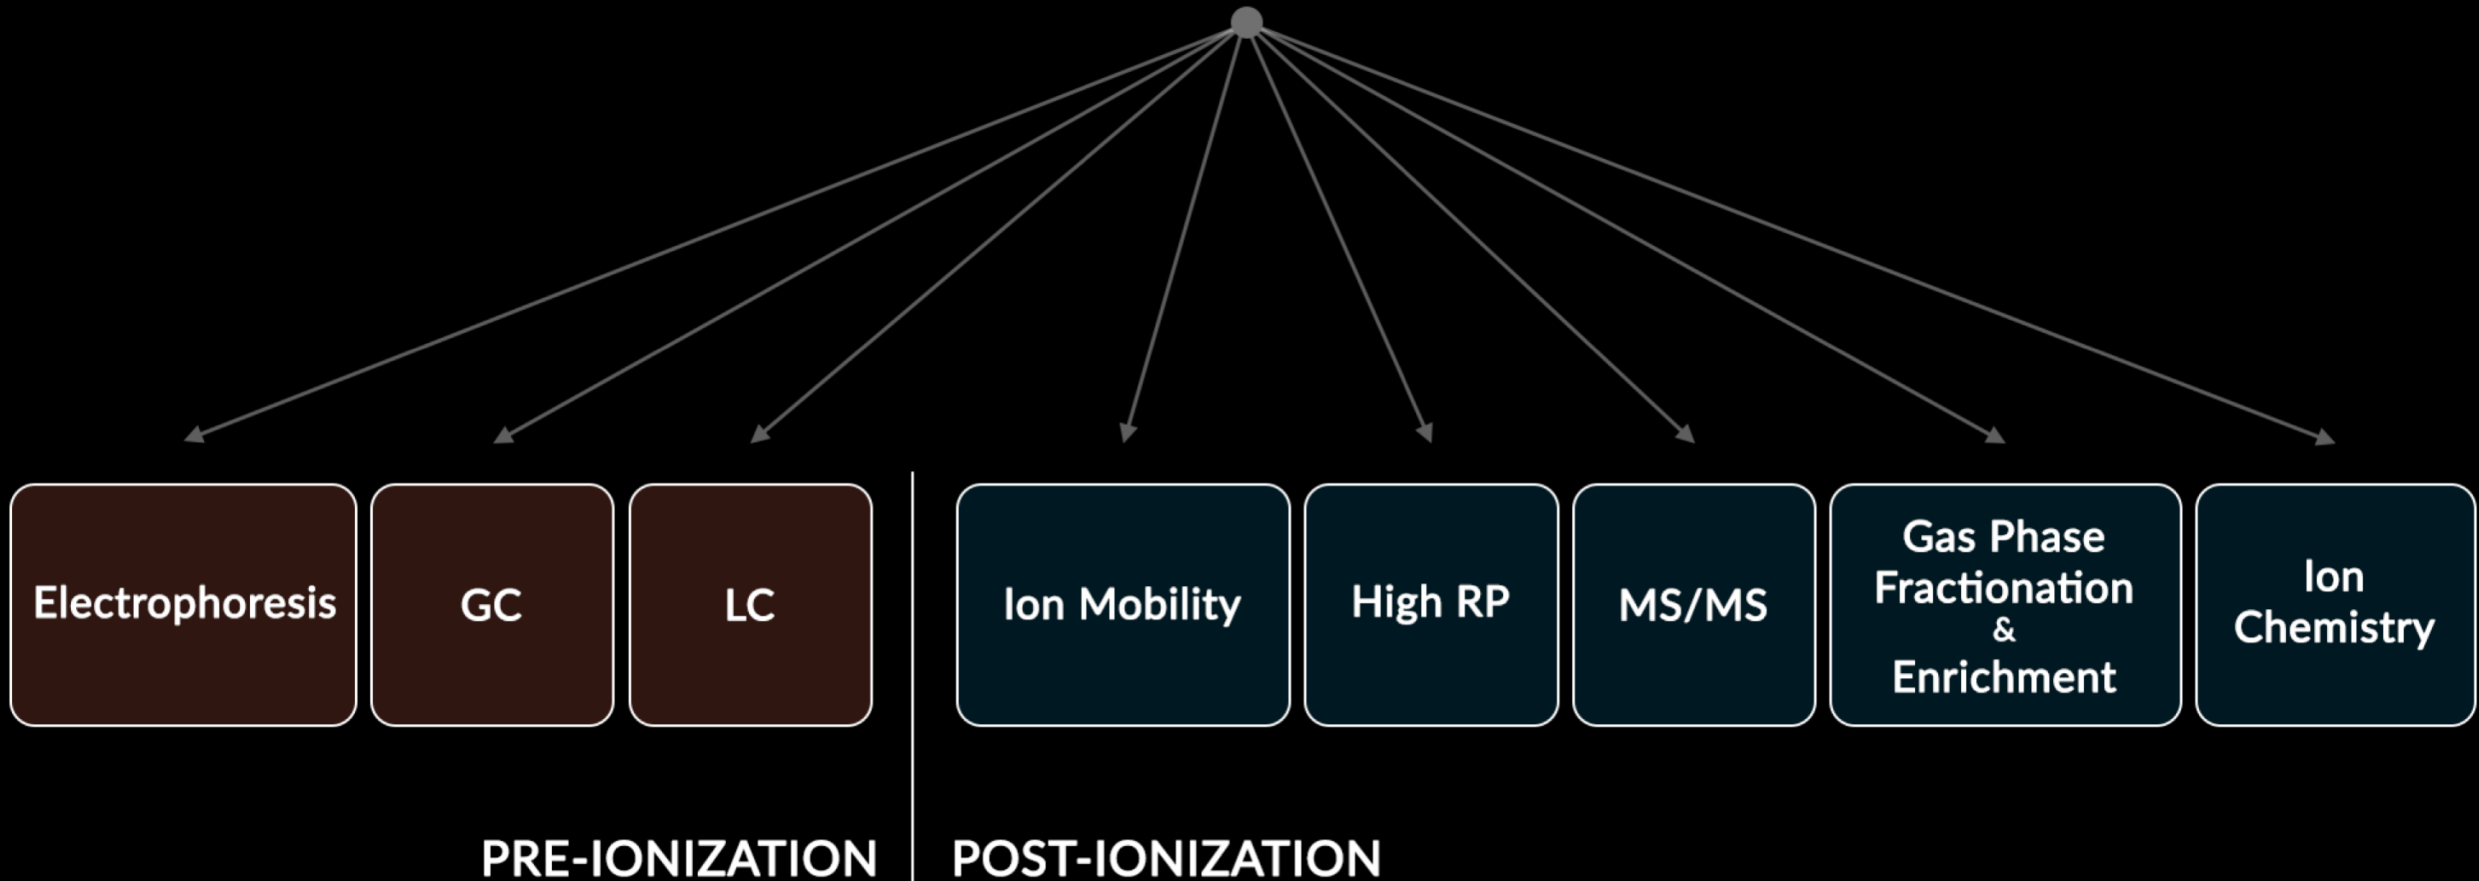 Electrophoresis
GC
LC
Ion Mobility
High RP
MS/MS
Gas Phase
Fractionation
&
Enrichment
Ion
Chemistry
PRE-IONIZATION
POST-IONIZATION